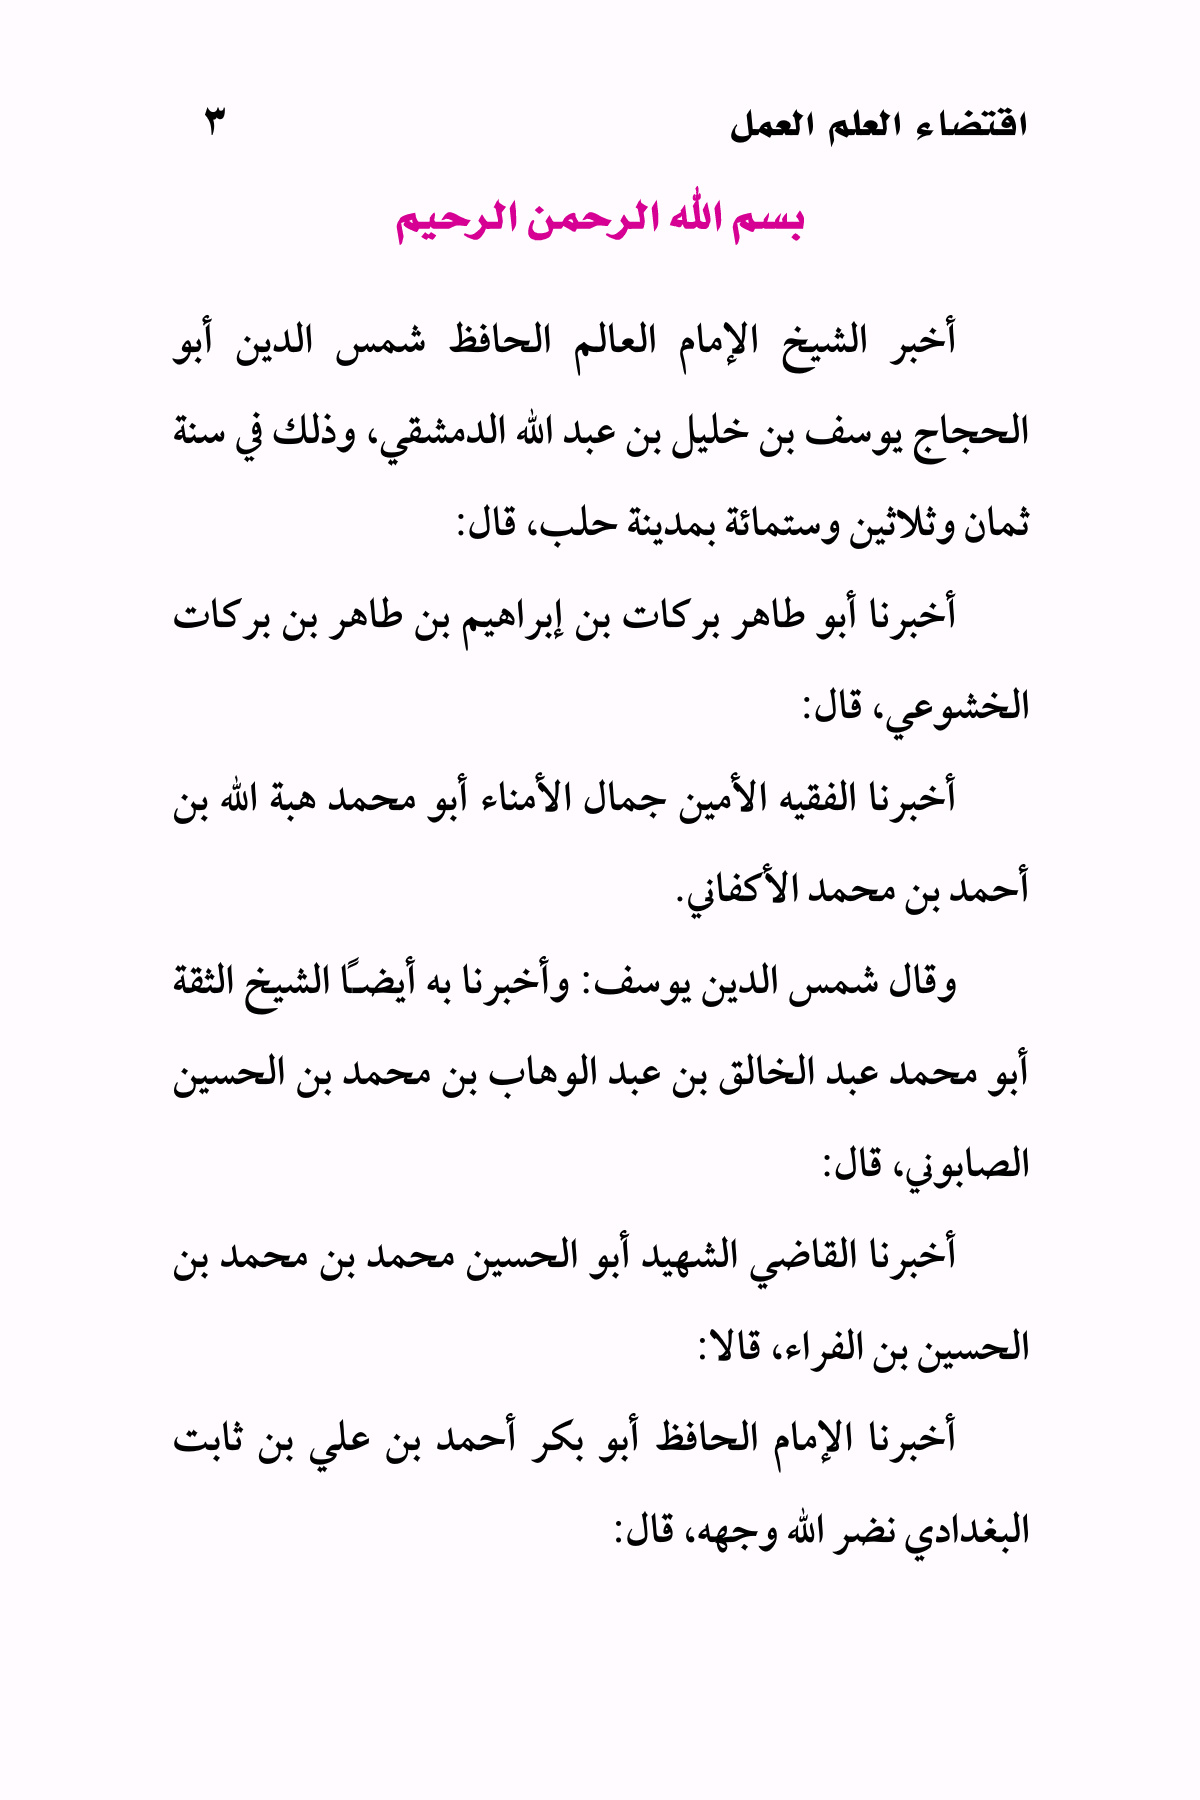 اقتضاء العلم العمل ٣
بسم الله الرحمن الرحيم
أخبر الشيخ الإمام العالم الحافظ شمس الدين أبو
الحجاج يوسف بن خليل بن عبد الله الدمشقي، وذلك في سنة
ثمان وثلاثين وستمائة بمدينة حلب، قال:
أخبرنا أبو طاهر بركات بن إبراهيم بن طاهر بن بركات
الخشوعي، قال:
أخبرنا الفقيه الأمين جمال الأمناء أبو محمد هبة الله بن
أحمد بن محمد الأكفاني.
وقال شمس الدين يوسف: وأخبرنا به أيضًا الشيخ الثقة
أبو محمد عبد الخالق بن عبد الوهاب بن محمد بن الحسين
الصابوني، قال:
أخبرنا القاضي الشهيد أبو الحسين محمد بن محمد بن
الحسين بن الفراء، قالا:
أخبرنا الإمام الحافظ أبو بكر أحمد بن علي بن ثابت
البغدادي نضر الله وجهه، قال: